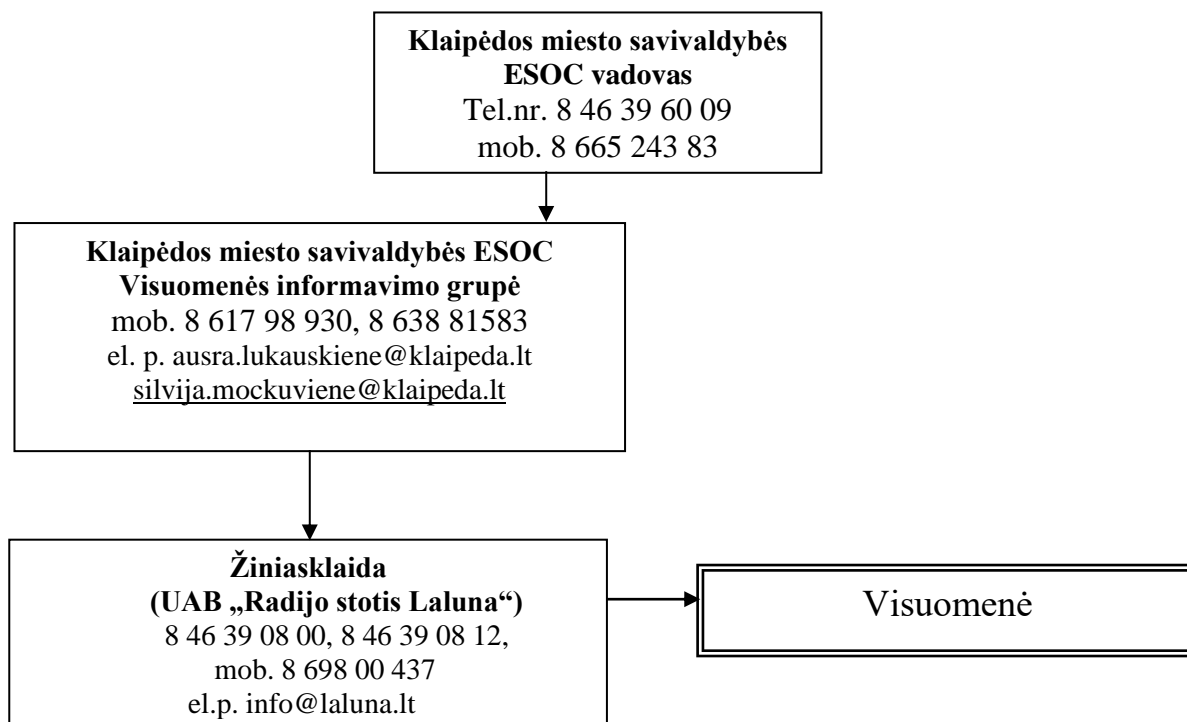 Klaipėdos miesto savivaldybės
ESOC vadovas
Tel.nr. 8 46 39 60 09
mob. 8 665 243 83
Klaipėdos miesto savivaldybės ESOC
Visuomenės informavimo grupė
mob. 8 617 98 930, 8 638 81583
el. p. ausra.lukauskiene@klaipeda.lt
silvija.mockuviene@klaipeda.lt
Žiniasklaida
(UAB „Radijo stotis Laluna“)
8 46 39 08 00, 8 46 39 08 12,
mob. 8 698 00 437
el.p. info@laluna.lt
Visuomenė